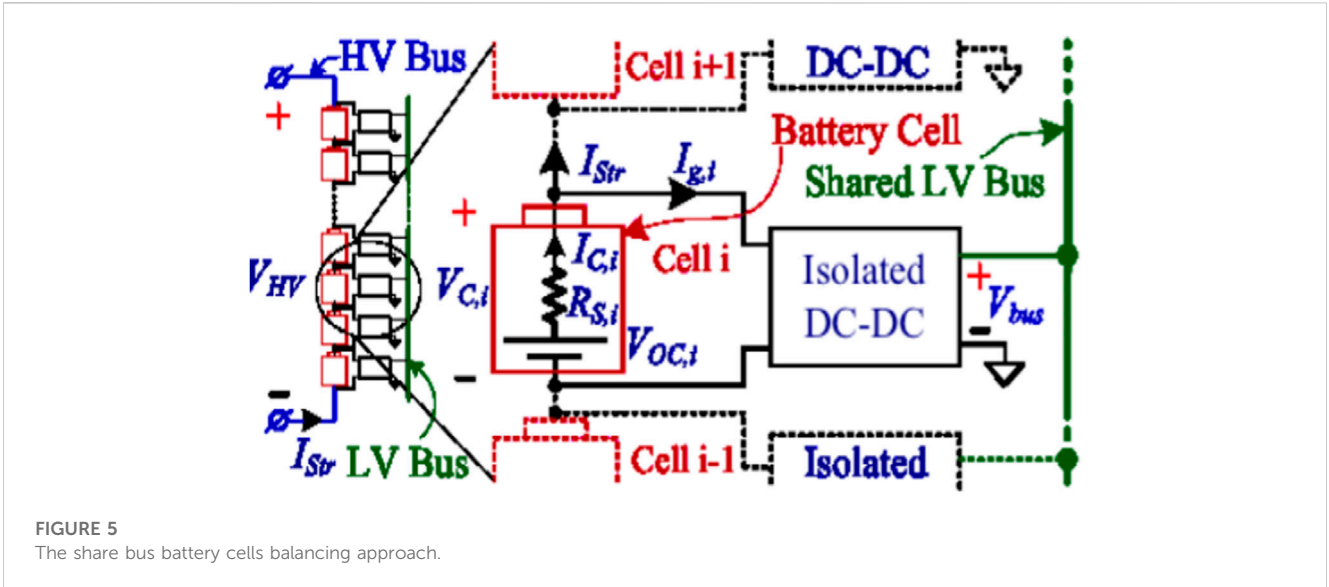 HV Bus
+
V_HV
-
I_Str
LV Bus
Cell i+1
DC-DC
Battery Cell
Shared LV Bus
I_Str
I_g,i
+
I_C,i
Cell i
V_C,i
R_S,i
V_OC,i
-
Isolated
DC-DC
+
V_bus
-
Cell i-1
Isolated
FIGURE 5
The share bus battery cells balancing approach.